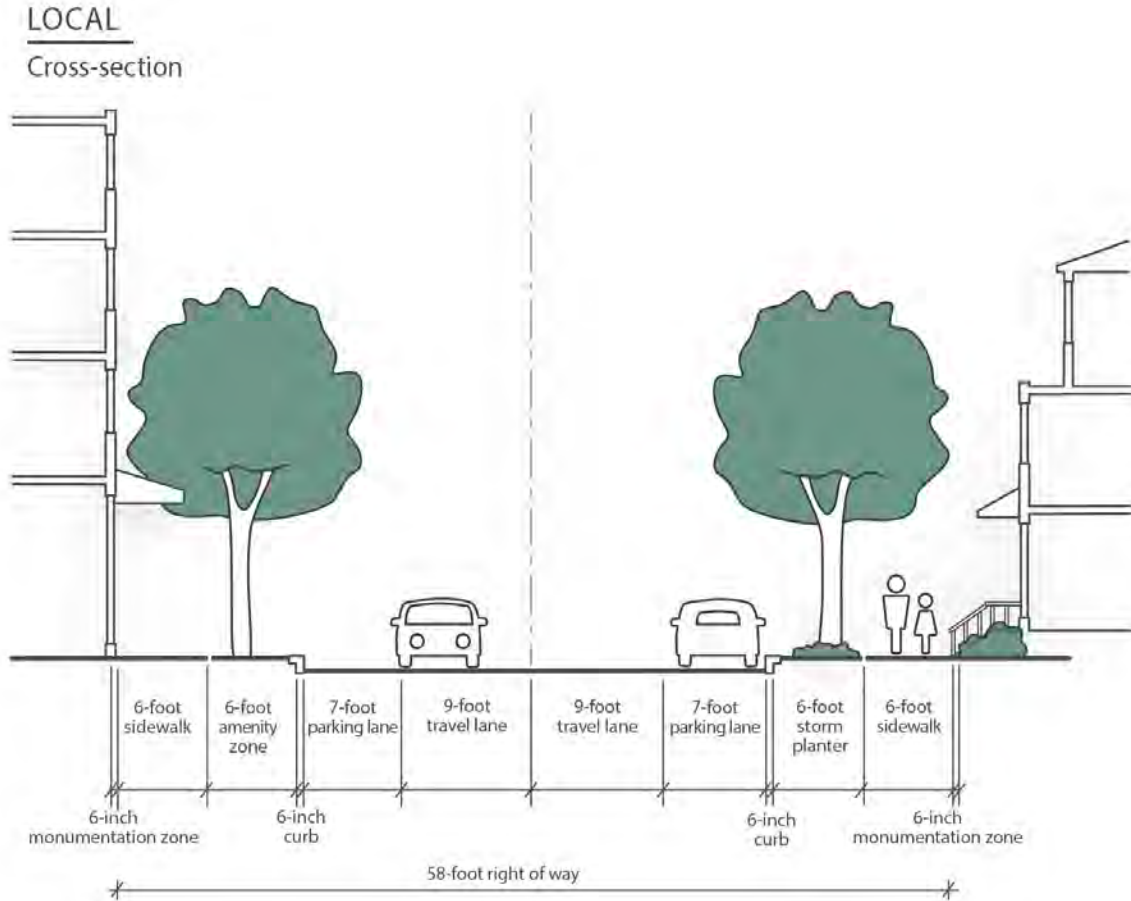 LOCAL
Cross-section
6-foot
sidewalk
6-foot
amenity
zone
7-foot
parking lane
9-foot
travel lane
9-foot
travel lane
7-foot
parking lane
6-foot
storm
planter
6-foot
sidewalk
6-inch
monumentation zone
6-inch
curb
6-inch
curb
6-inch
monumentation zone
58-foot right of way